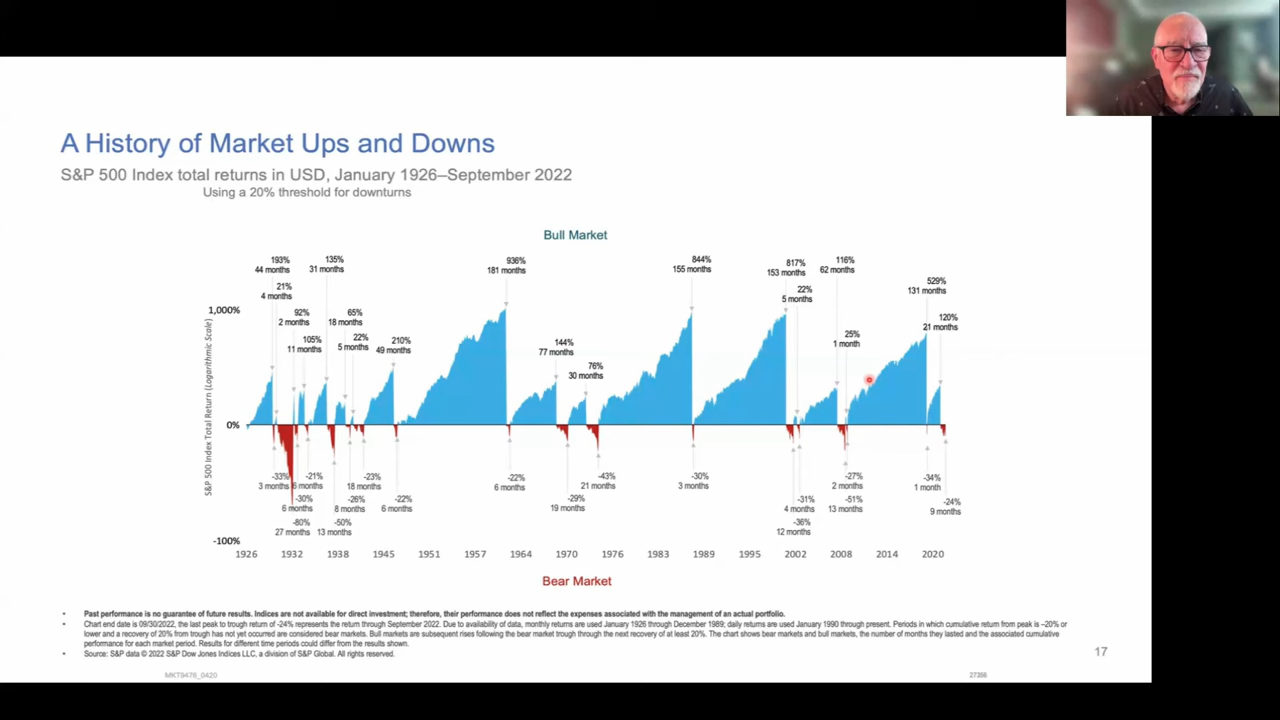 A History of Market Ups and Downs
S&P 500 Index total returns in USD, January 1926–September 2022
Using a 20% threshold for downturns
Bull Market
193%
44 months
21%
4 months
92%
2 months
105%
11 months
135%
31 months
65%
18 months
22%
5 months
210%
49 months
936%
181 months
144%
77 months
76%
30 months
844%
155 months
817%
153 months
22%
5 months
116%
62 months
25%
1 month
529%
131 months
120%
21 months
1,000%
0%
-100%
S&P 500 Index Total Return (Logarithmic Scale)
-33%
3 months
-80%
27 months
-30%
6 months
-21%
6 months
-50%
13 months
-26%
8 months
-23%
18 months
-22%
6 months
-22%
6 months
-29%
19 months
-43%
21 months
-30%
3 months
-36%
12 months
-31%
4 months
-51%
13 months
-27%
2 months
-34%
1 month
-24%
9 months
1926 1932 1938 1945 1951 1957 1964 1970 1976 1983 1989 1995 2002 2008 2014 2020
Bear Market
• Past performance is no guarantee of future results. Indices are not available for direct investment; therefore, their performance does not reflect the expenses associated with the management of an actual portfolio.
• Chart end date is 09/30/2022, the last peak to trough return of -24% represents the return through September 2022. Due to availability of data, monthly returns are used January 1926 through December 1989; daily returns are used January 1990 through present. Periods in which cumulative return from peak is –20% or
lower and a recovery of 20% from trough has not yet occurred are considered bear markets. Bull markets are subsequent rises following the bear market trough through the next recovery of at least 20%. The chart shows bear markets and bull markets, the number of months they lasted and the associated cumulative
performance for each market period. Results for different time periods could differ from the results shown.
• Source: S&P data © 2022 S&P Dow Jones Indices LLC, a division of S&P Global. All rights reserved.
17
MKT8476_0420
27356